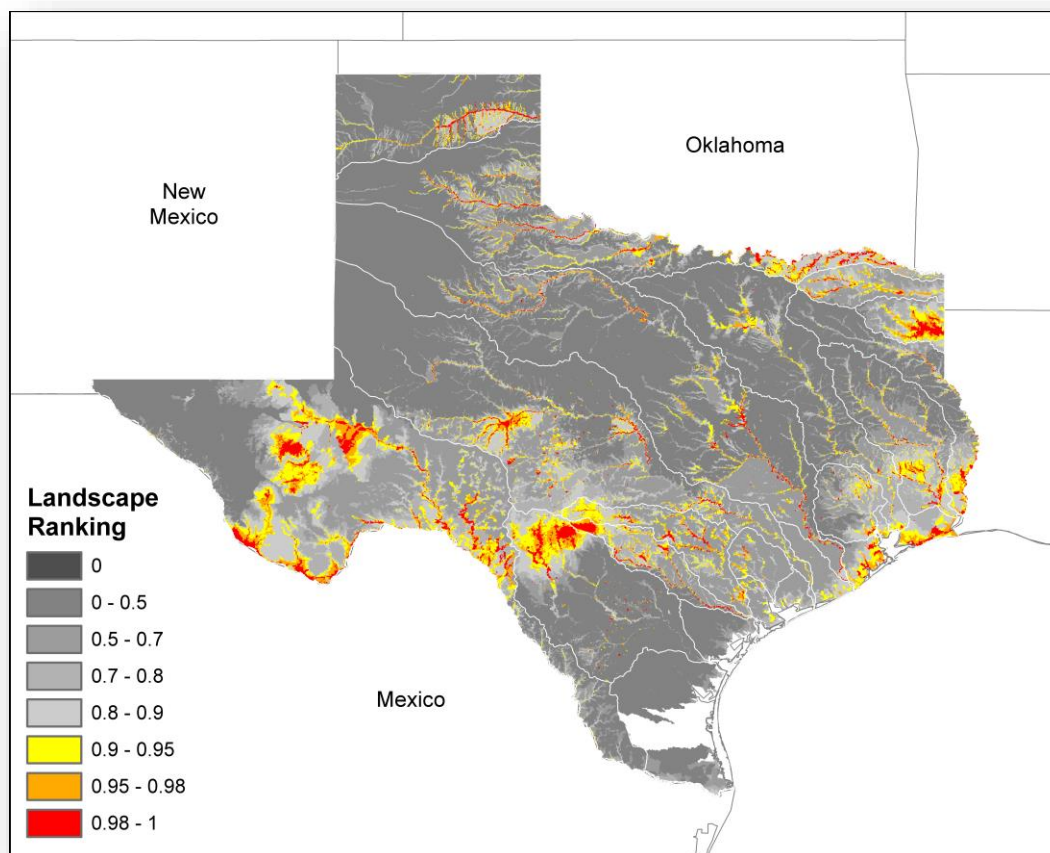 Oklahoma
New
Mexico
Mexico
Landscape
Ranking
0
0 - 0.5
0.5 - 0.7
0.7 - 0.8
0.8 - 0.9
0.9 - 0.95
0.95 - 0.98
0.98 - 1